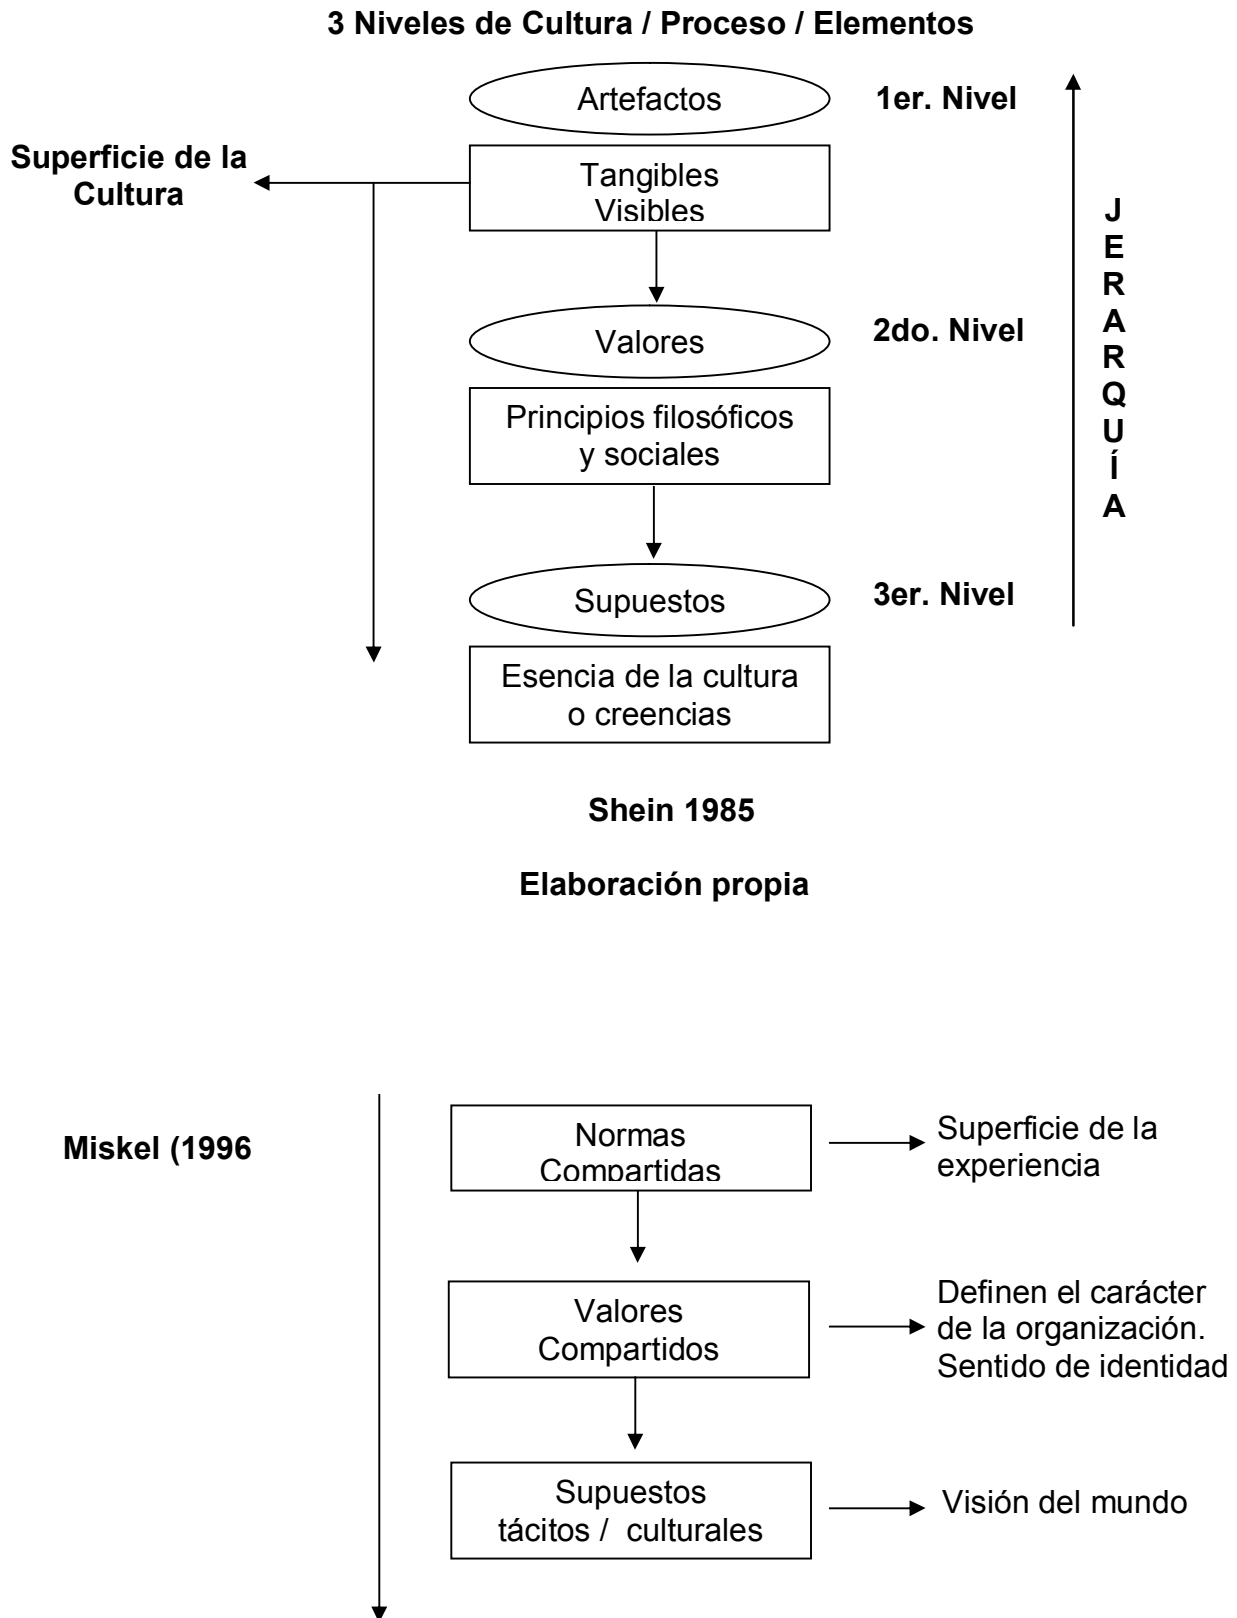 3 Niveles de Cultura / Proceso / Elementos
Artefactos
1er. Nivel
Superficie de la
Cultura
Tangibles
Visibles
J
E
R
A
R
Q
U
Í
A
Valores
2do. Nivel
Principios filosóficos
y sociales
Supuestos
3er. Nivel
Esencia de la cultura
o creencias
Shein 1985
Elaboración propia
Miskel (1996
Normas
Compartidas
Superficie de la
experiencia
Valores
Compartidos
Definen el carácter
de la organización.
Sentido de identidad
Supuestos
tácitos /  culturales
Visión del mundo